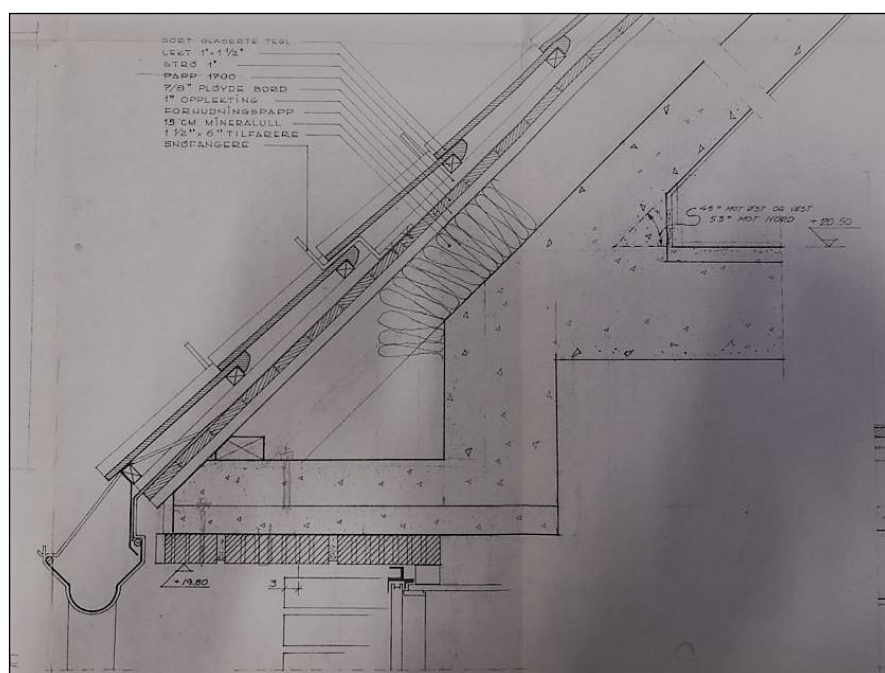 SORT GLASERTE TEGL
LEKT 1"×1 1/2"
STRØ 1"
PAPP 1700
7/8" PLØYDE BORD
1" OPPLEKTING
FORHUDNINGSPAPP
15 CM MINERALULL
1 1/2" × 6" TILFARERE
SNØFANGERE
45° MOT ØST OG VEST
53° MOT NORD
+20.50
+19.80
3